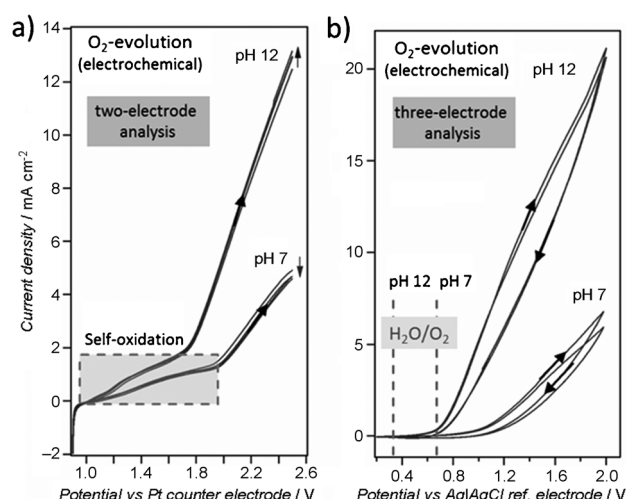 a)
O₂-evolution
(electrochemical)
pH 12
two-electrode
analysis
pH 7
Self-oxidation
Current density / mA cm⁻²
14
12
10
8
6
4
2
0
−2
1.0
1.4
1.8
2.2
2.6
Potential vs Pt counter electrode / V
b)
O₂-evolution
(electrochemical)
pH 12
three-electrode
analysis
pH 12
pH 7
pH 7
H₂O/O₂
20
15
10
5
0
0.4
0.8
1.2
1.6
2.0
Potential vs Ag|AgCl ref. electrode / V